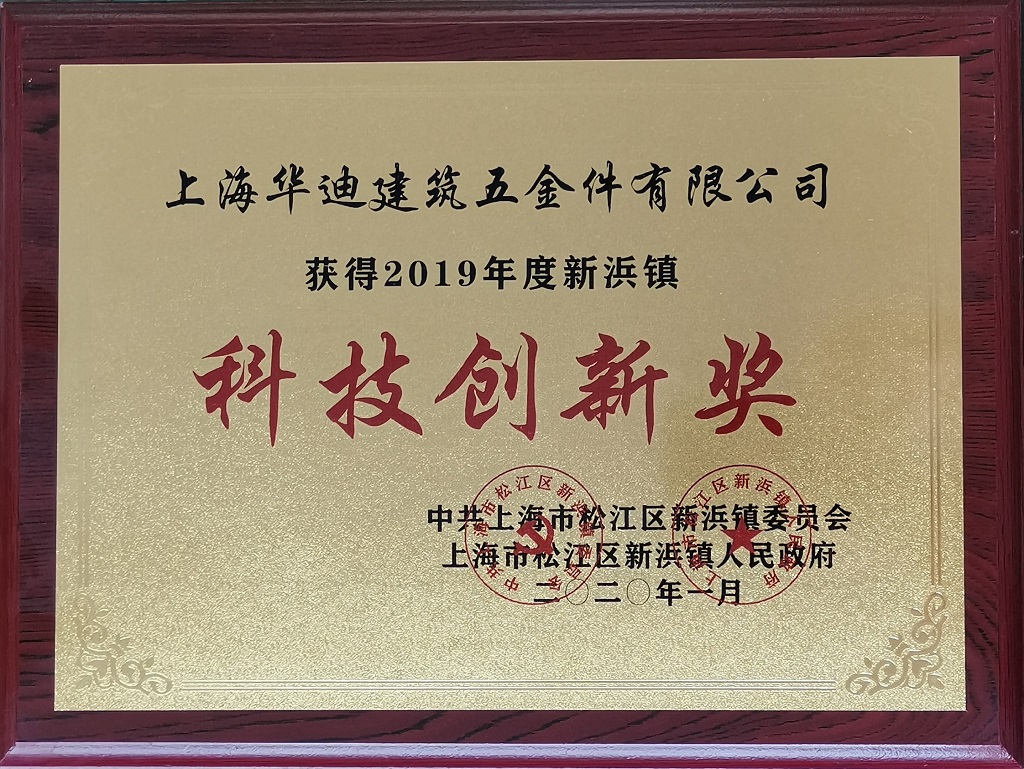 上海华迪建筑五金件有限公司
获得2019年度新浜镇
科技创新奖
中共上海市松江区新浜镇委员会
上海市松江区新浜镇人民政府
二〇二〇年一月